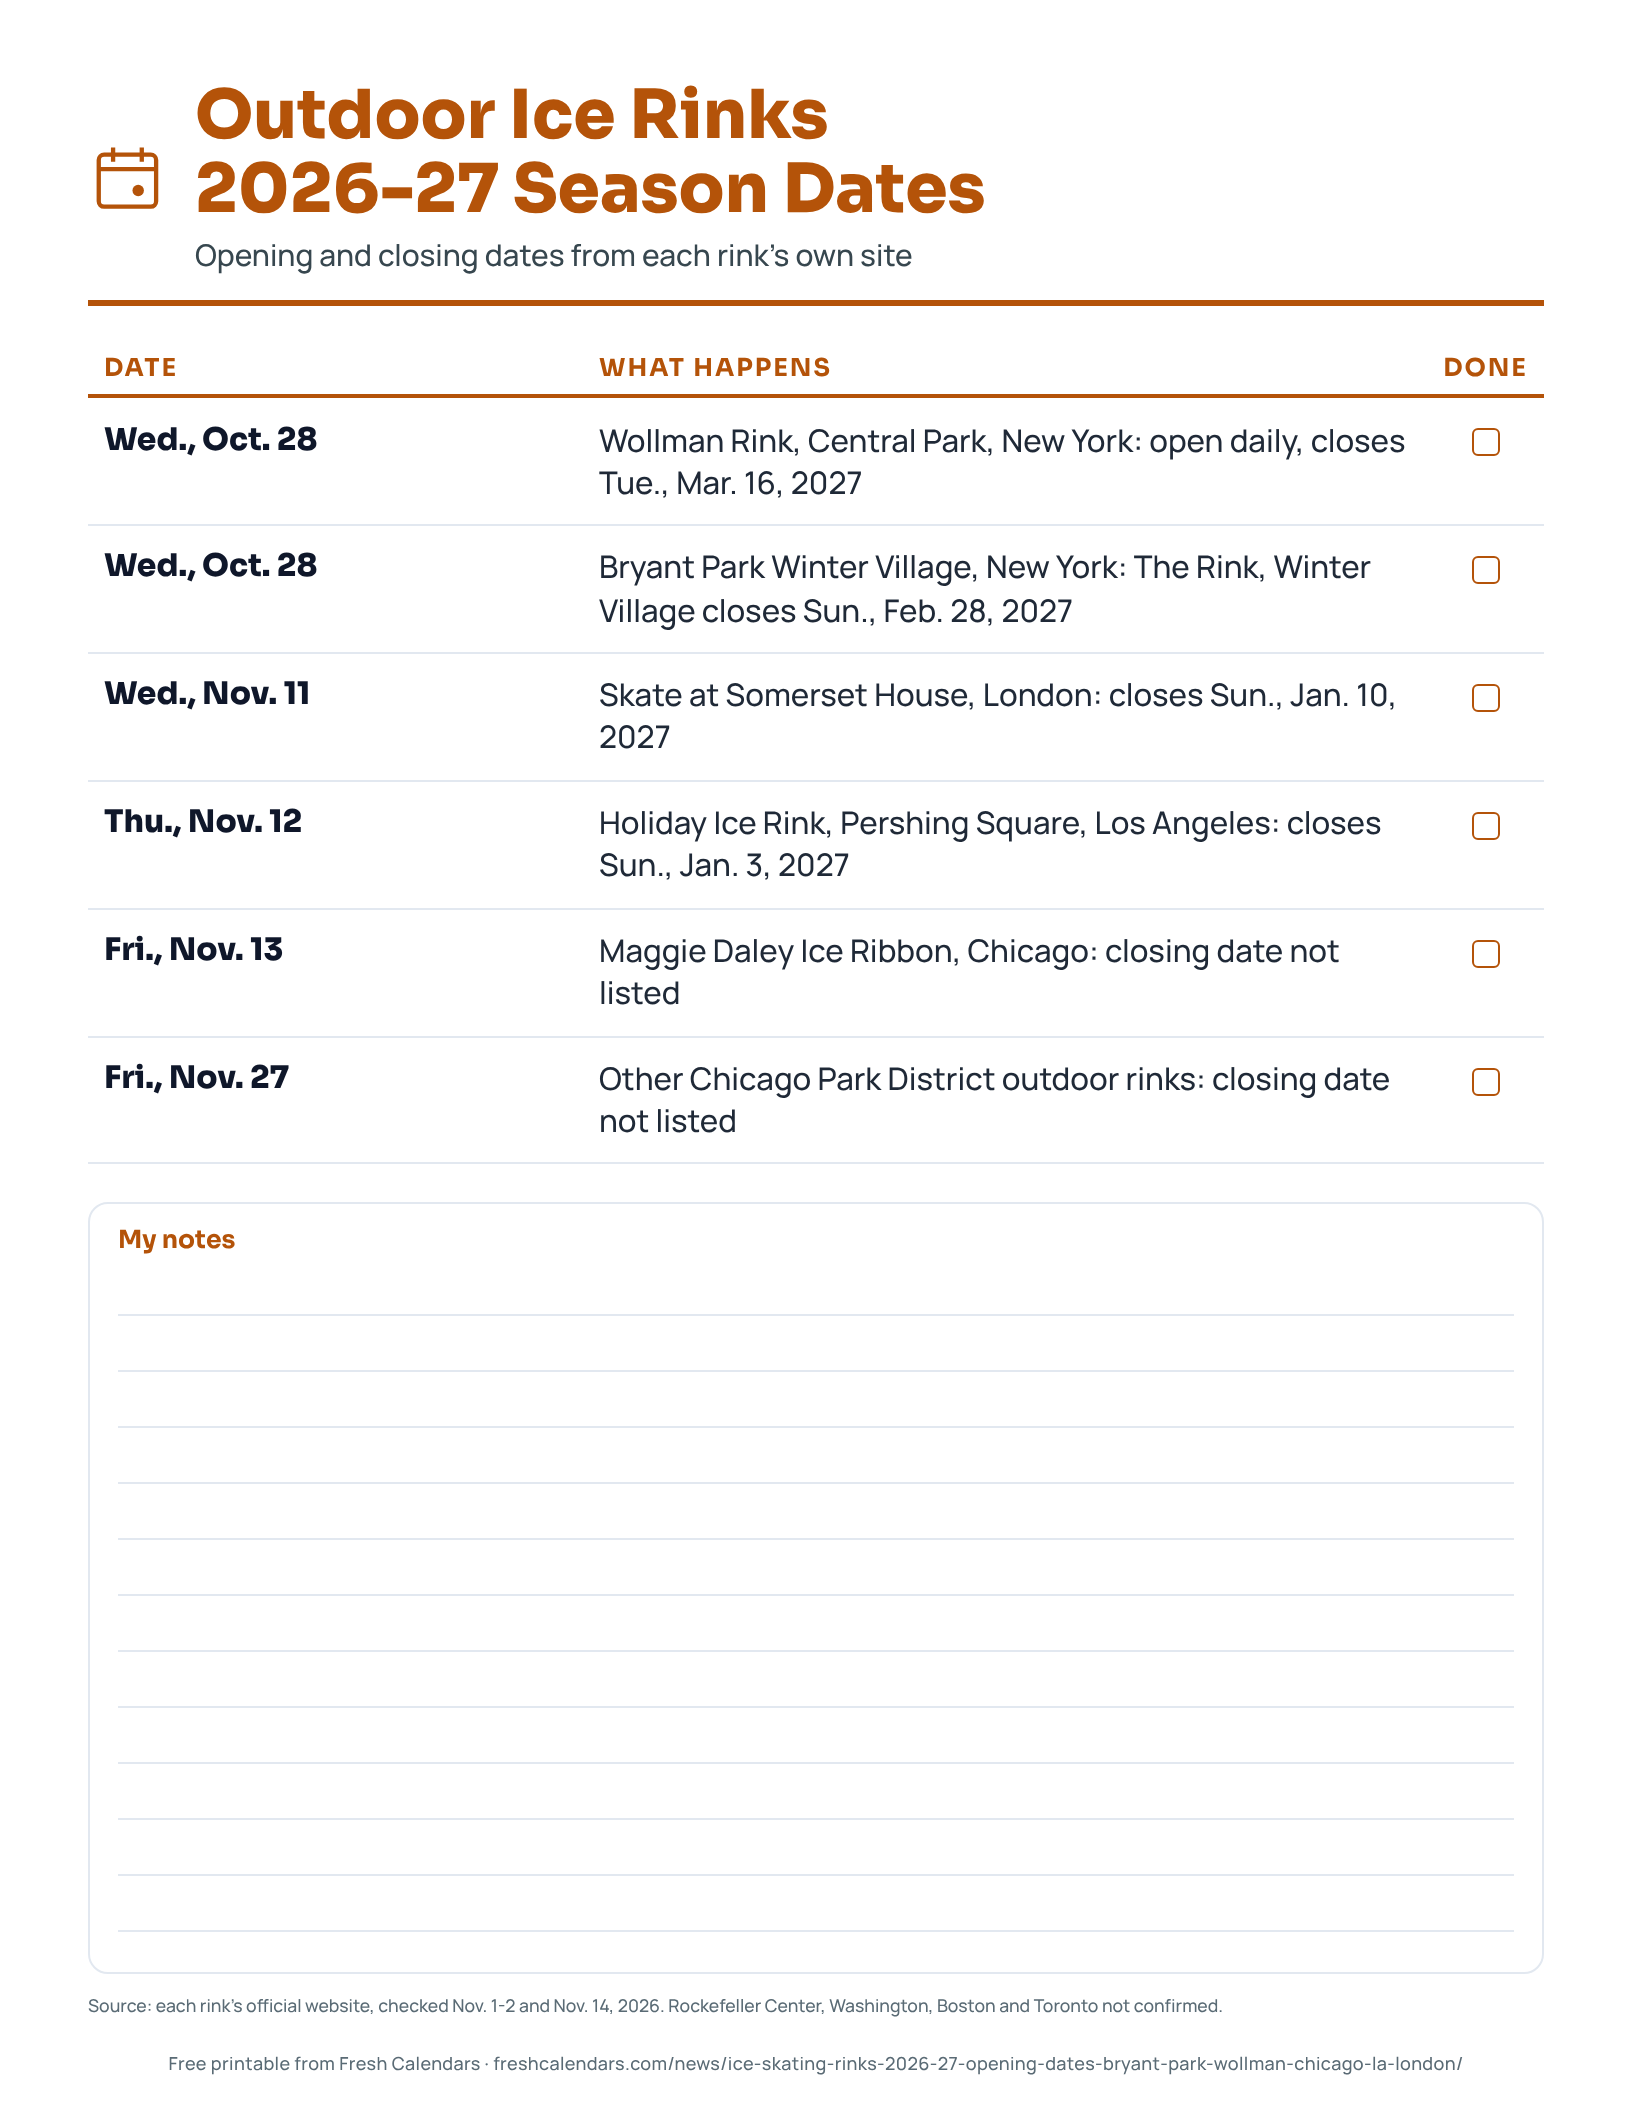 Outdoor Ice Rinks
2026–27 Season Dates
Opening and closing dates from each rink’s own site
DATE WHAT HAPPENS DONE
Wed., Oct. 28 Wollman Rink, Central Park, New York: open daily, closes
Tue., Mar. 16, 2027
Wed., Oct. 28 Bryant Park Winter Village, New York: The Rink, Winter
Village closes Sun., Feb. 28, 2027
Wed., Nov. 11 Skate at Somerset House, London: closes Sun., Jan. 10,
2027
Thu., Nov. 12 Holiday Ice Rink, Pershing Square, Los Angeles: closes
Sun., Jan. 3, 2027
Fri., Nov. 13 Maggie Daley Ice Ribbon, Chicago: closing date not
listed
Fri., Nov. 27 Other Chicago Park District outdoor rinks: closing date
not listed
My notes
Source: each rink’s official website, checked Nov. 1-2 and Nov. 14, 2026. Rockefeller Center, Washington, Boston and Toronto not confirmed.
Free printable from Fresh Calendars · freshcalendars.com/news/ice-skating-rinks-2026-27-opening-dates-bryant-park-wollman-chicago-la-london/